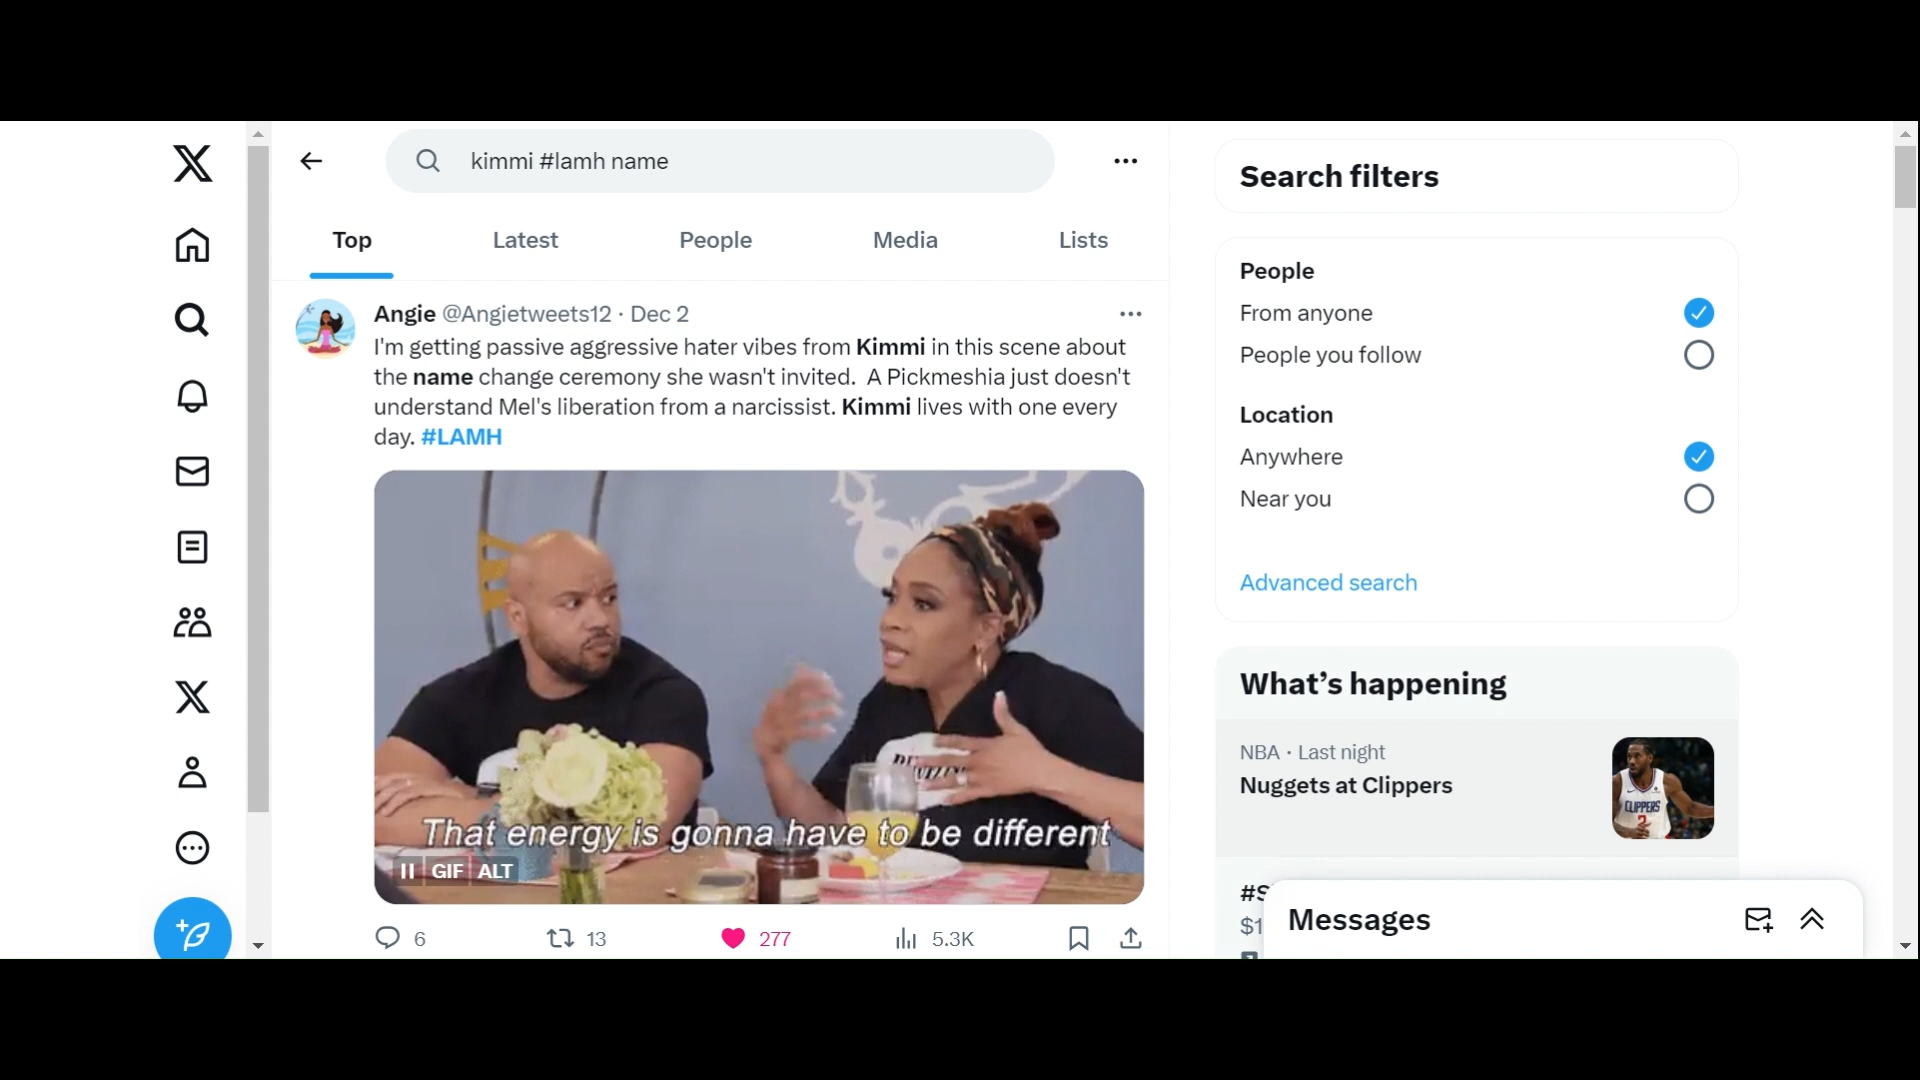 kimmi #lamh name
Top
Latest
People
Media
Lists
Angie @Angietweets12 · Dec 2
I'm getting passive aggressive hater vibes from Kimmi in this scene about
the name change ceremony she wasn't invited.  A Pickmeshia just doesn't
understand Mel's liberation from a narcissist. Kimmi lives with one every
day. #LAMH
That energy is gonna have to be different
GIF ALT
6
13
277
5.3K
Search filters
People
From anyone
People you follow
Location
Anywhere
Near you
Advanced search
What's happening
NBA · Last night
Nuggets at Clippers
CLIPPERS
2
Messages